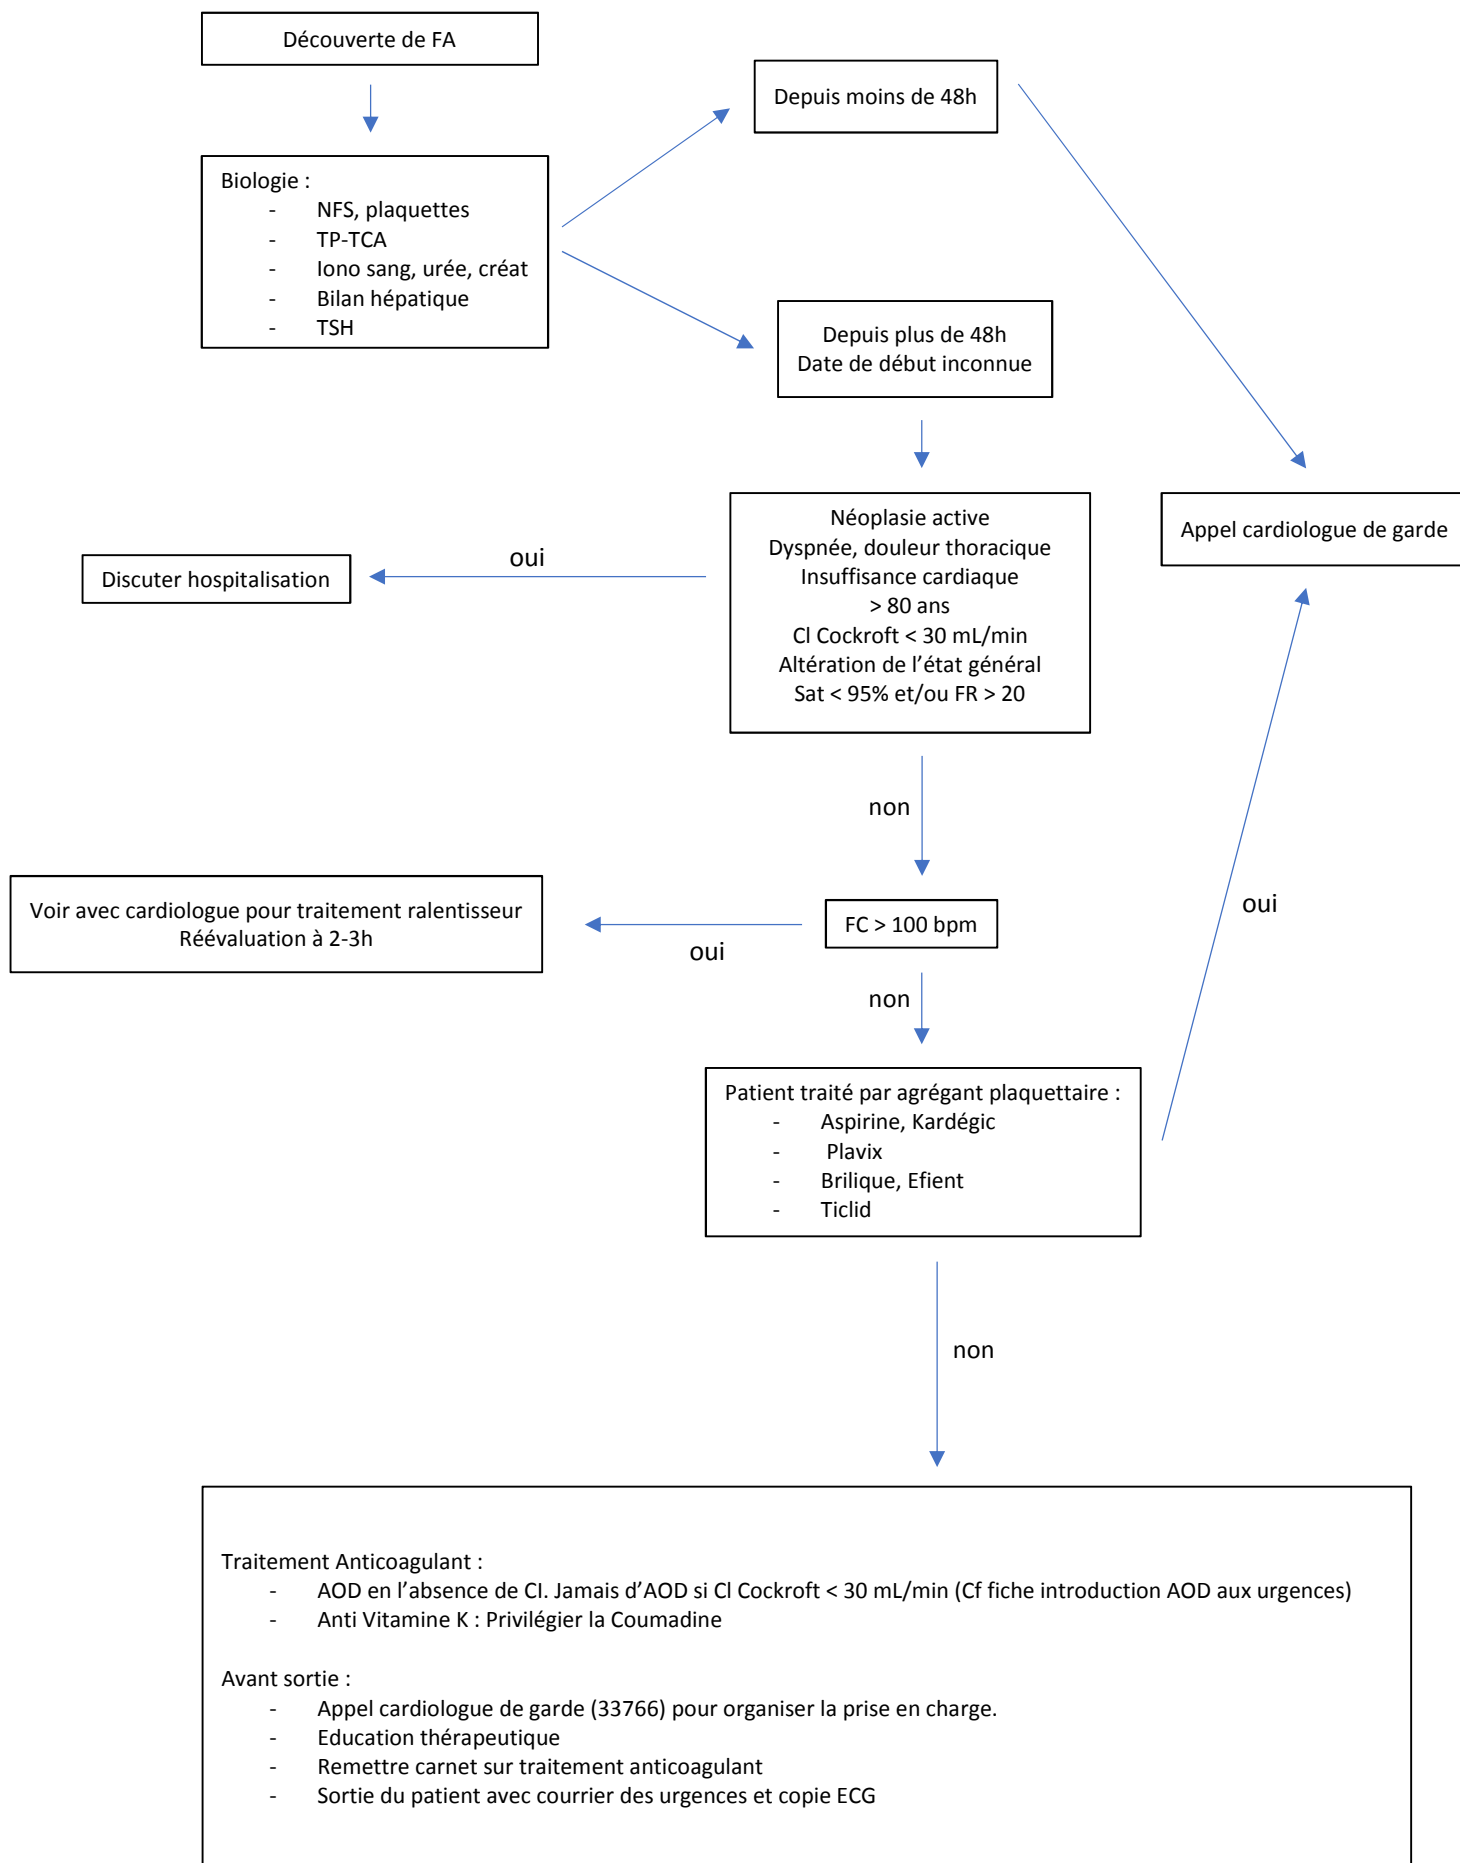 Découverte de FA
Depuis moins de 48h
Biologie :
- NFS, plaquettes
- TP-TCA
- Iono sang, urée, créat
- Bilan hépatique
- TSH
Depuis plus de 48h
Date de début inconnue
Néoplasie active
Dyspnée, douleur thoracique
Insuffisance cardiaque
> 80 ans
Cl Cockroft < 30 mL/min
Altération de l’état général
Sat < 95% et/ou FR > 20
Appel cardiologue de garde
oui
Discuter hospitalisation
non
Voir avec cardiologue pour traitement ralentisseur
Réévaluation à 2-3h
oui
FC > 100 bpm
oui
non
Patient traité par agrégant plaquettaire :
- Aspirine, Kardégic
- Plavix
- Brilique, Efient
- Ticlid
non
Traitement Anticoagulant :
- AOD en l’absence de CI. Jamais d’AOD si Cl Cockroft < 30 mL/min (Cf fiche introduction AOD aux urgences)
- Anti Vitamine K : Privilégier la Coumadine
Avant sortie :
- Appel cardiologue de garde (33766) pour organiser la prise en charge.
- Education thérapeutique
- Remettre carnet sur traitement anticoagulant
- Sortie du patient avec courrier des urgences et copie ECG